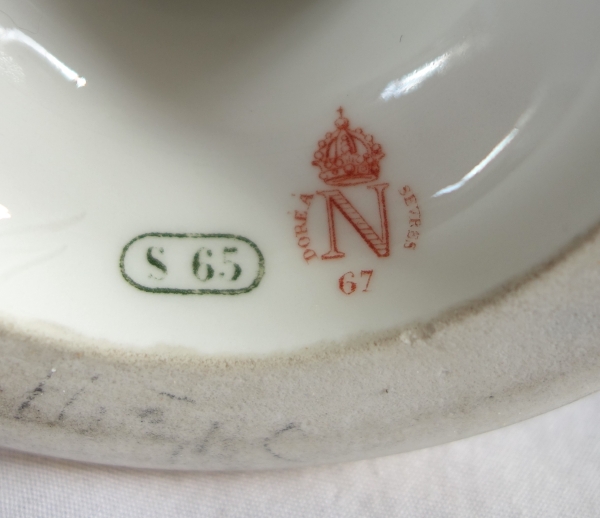 S 65
DORÉ À
N
SEVRES
67